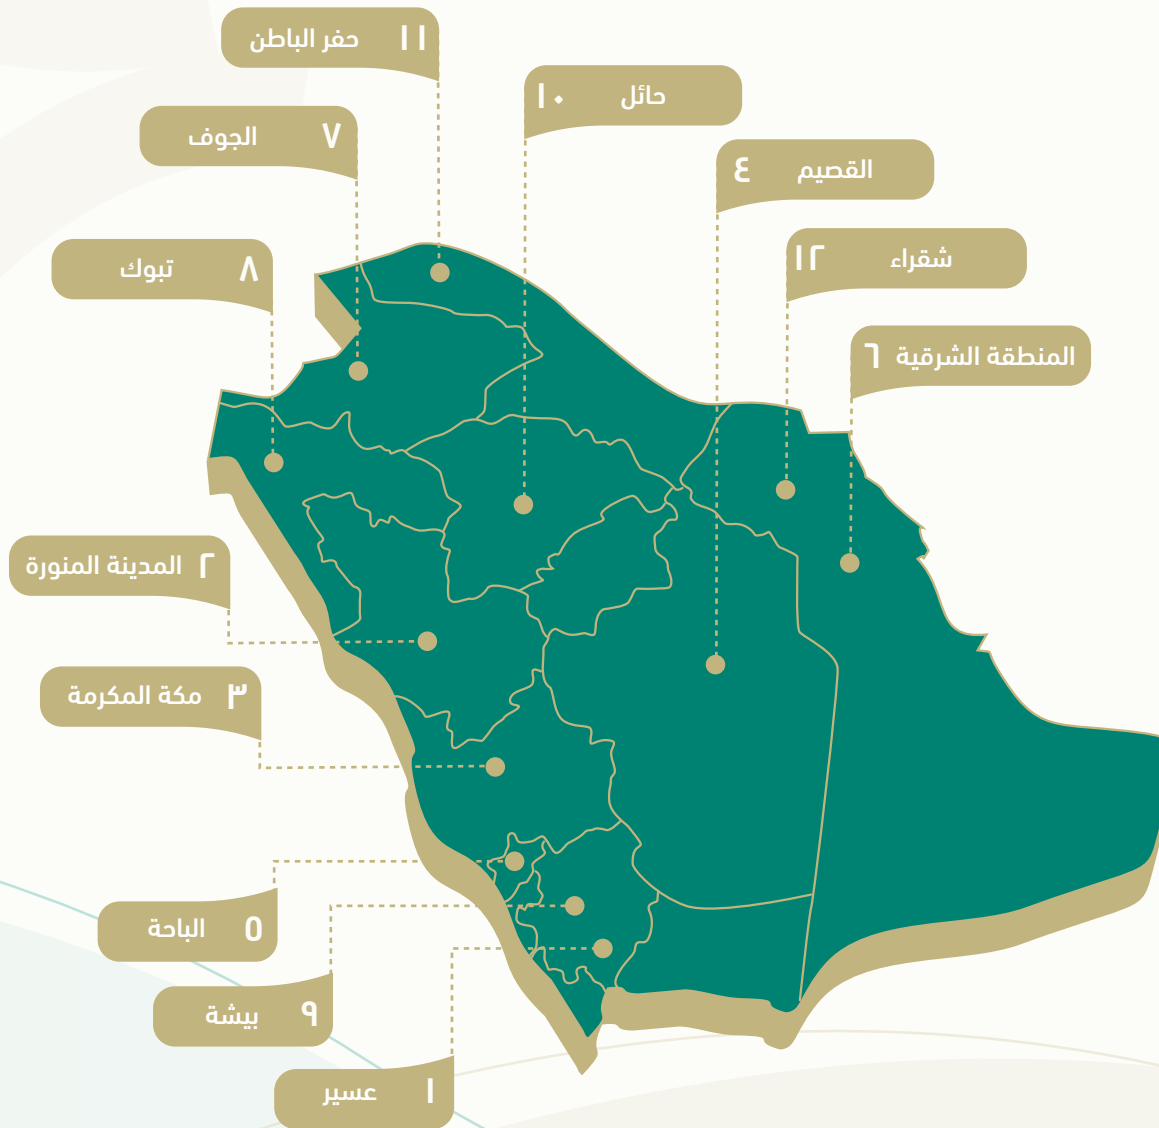 ١١ حفر الباطن
١٠ حائل
٧ الجوف
٤ القصيم
١٢ شقراء
٨ تبوك
٦ المنطقة الشرقية
٢ المدينة المنورة
٣ مكة المكرمة
٥ الباحة
٩ بيشة
١ عسير